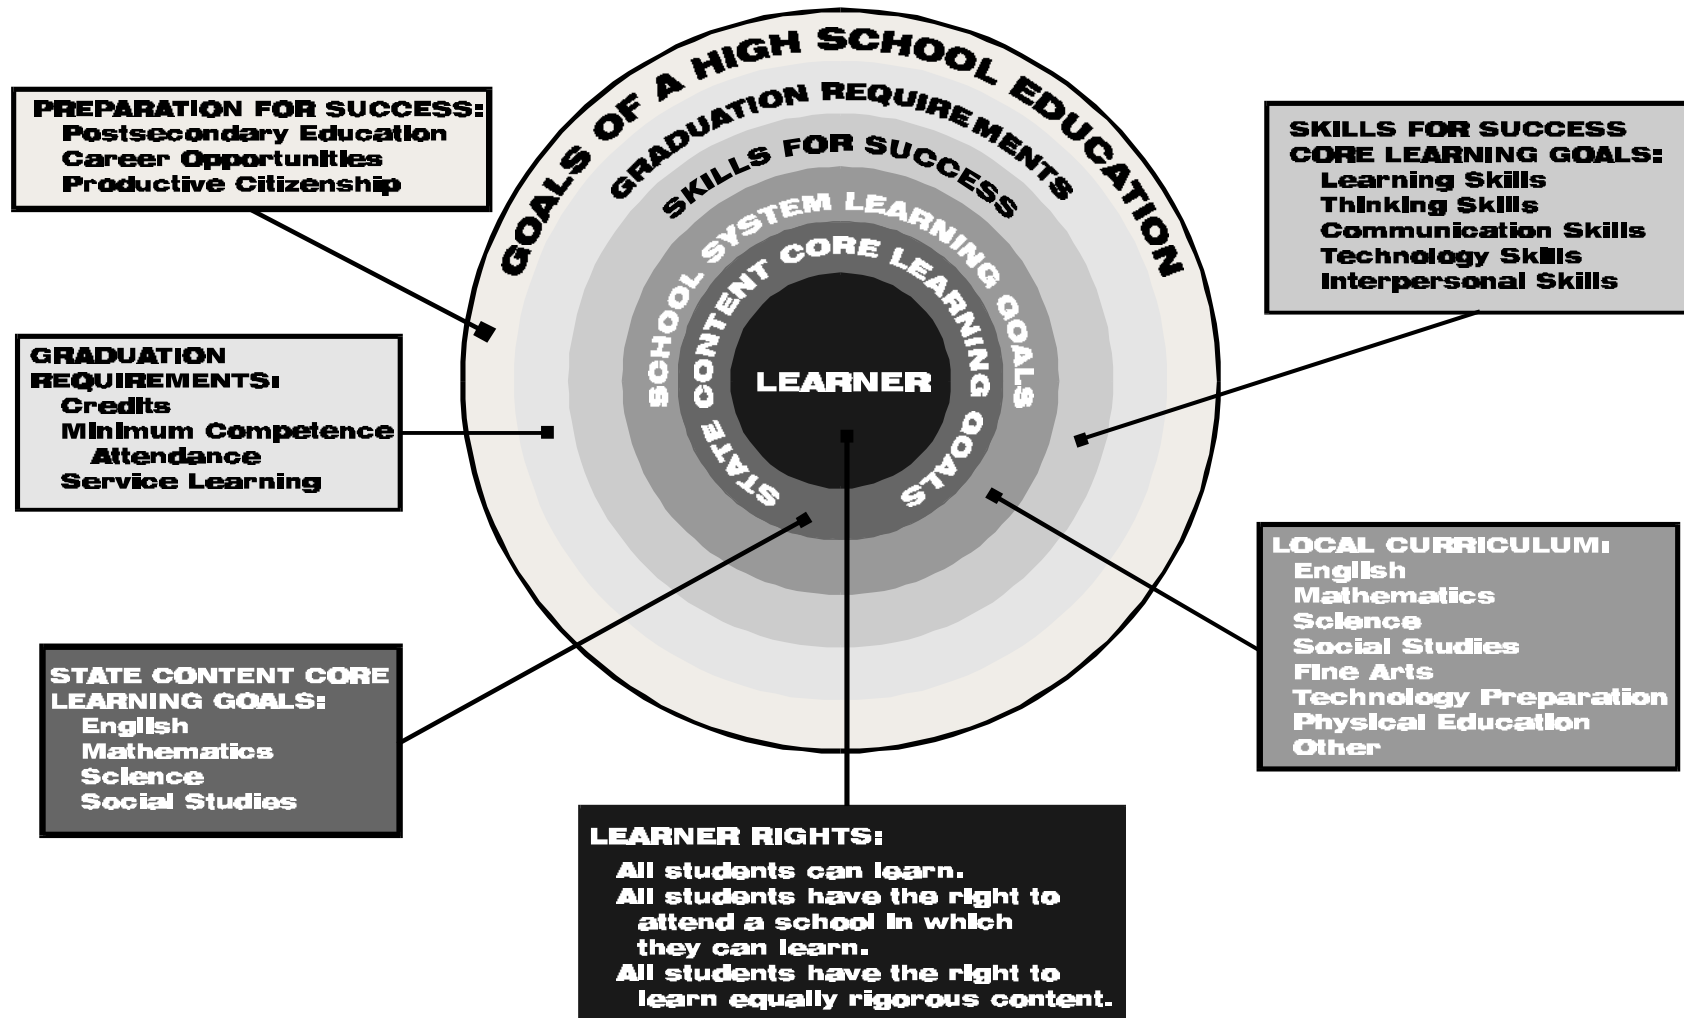 GOALS OF A HIGH SCHOOL EDUCATION
GRADUATION REQUIREMENTS
SKILLS FOR SUCCESS
SCHOOL SYSTEM LEARNING GOALS
STATE CONTENT CORE LEARNING GOALS
LEARNER
PREPARATION FOR SUCCESS:
Postsecondary Education
Career Opportunities
Productive Citizenship
GRADUATION
REQUIREMENTS:
Credits
Minimum Competence
Attendance
Service Learning
STATE CONTENT CORE
LEARNING GOALS:
English
Mathematics
Science
Social Studies
SKILLS FOR SUCCESS
CORE LEARNING GOALS:
Learning Skills
Thinking Skills
Communication Skills
Technology Skills
Interpersonal Skills
LOCAL CURRICULUM:
English
Mathematics
Science
Social Studies
Fine Arts
Technology Preparation
Physical Education
Other
LEARNER RIGHTS:
All students can learn.
All students have the right to
attend a school in which
they can learn.
All students have the right to
learn equally rigorous content.